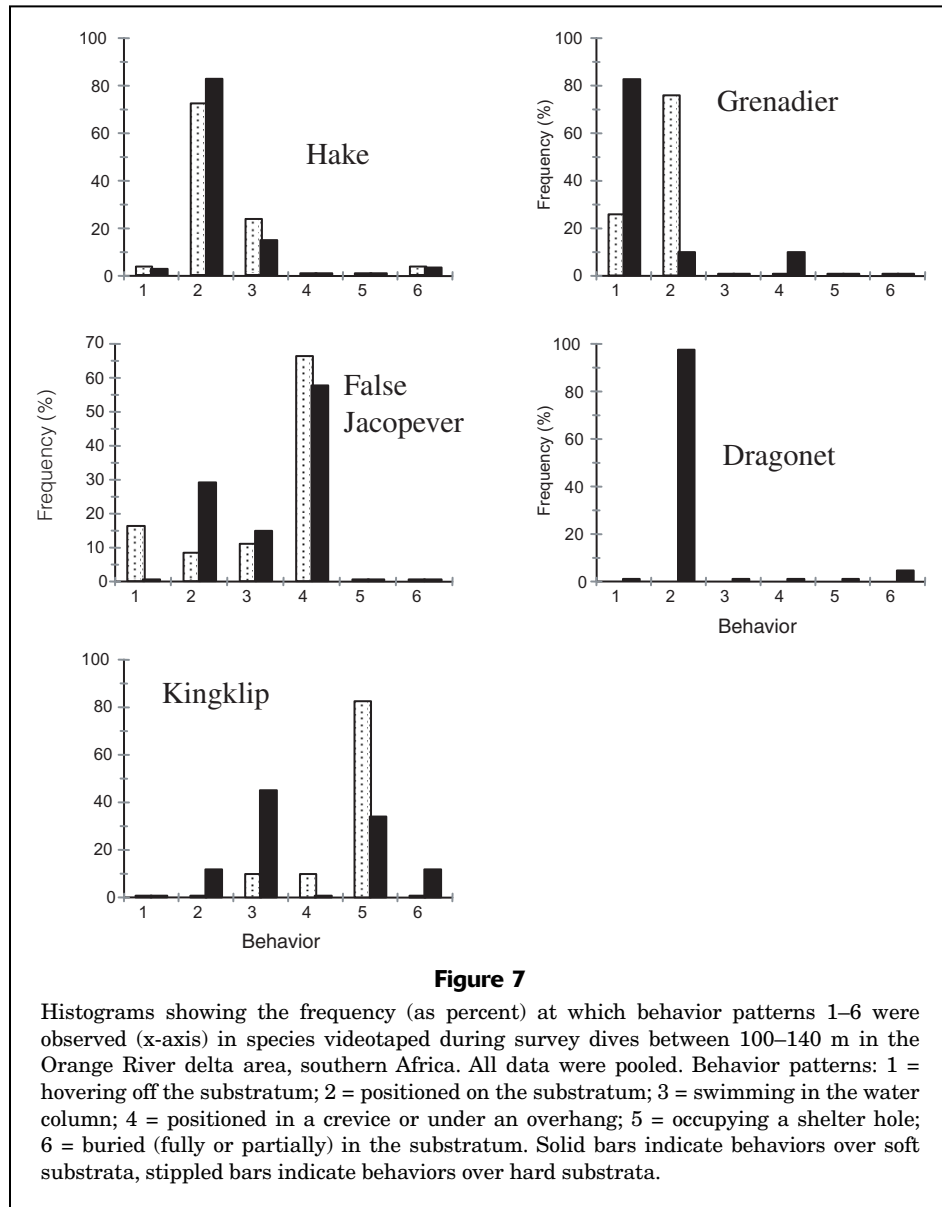 100
80
60
40
20
0
1 2 3 4 5 6
Hake
Frequency (%)
100
80
60
40
20
0
1 2 3 4 5 6
Grenadier
Frequency (%)
70
60
50
40
30
20
10
0
1 2 3 4 5 6
False
Jacopever
Frequency (%)
100
80
60
40
20
0
1 2 3 4 5 6
Dragonet
Behavior
100
80
60
40
20
0
1 2 3 4 5 6
Kingklip
Behavior
Figure 7
Histograms showing the frequency (as percent) at which behavior patterns 1–6 were
observed (x-axis) in species videotaped during survey dives between 100–140 m in the
Orange River delta area, southern Africa. All data were pooled. Behavior patterns: 1 =
hovering off the substratum; 2 = positioned on the substratum; 3 = swimming in the water
column; 4 = positioned in a crevice or under an overhang; 5 = occupying a shelter hole;
6 = buried (fully or partially) in the substratum. Solid bars indicate behaviors over soft
substrata, stippled bars indicate behaviors over hard substrata.